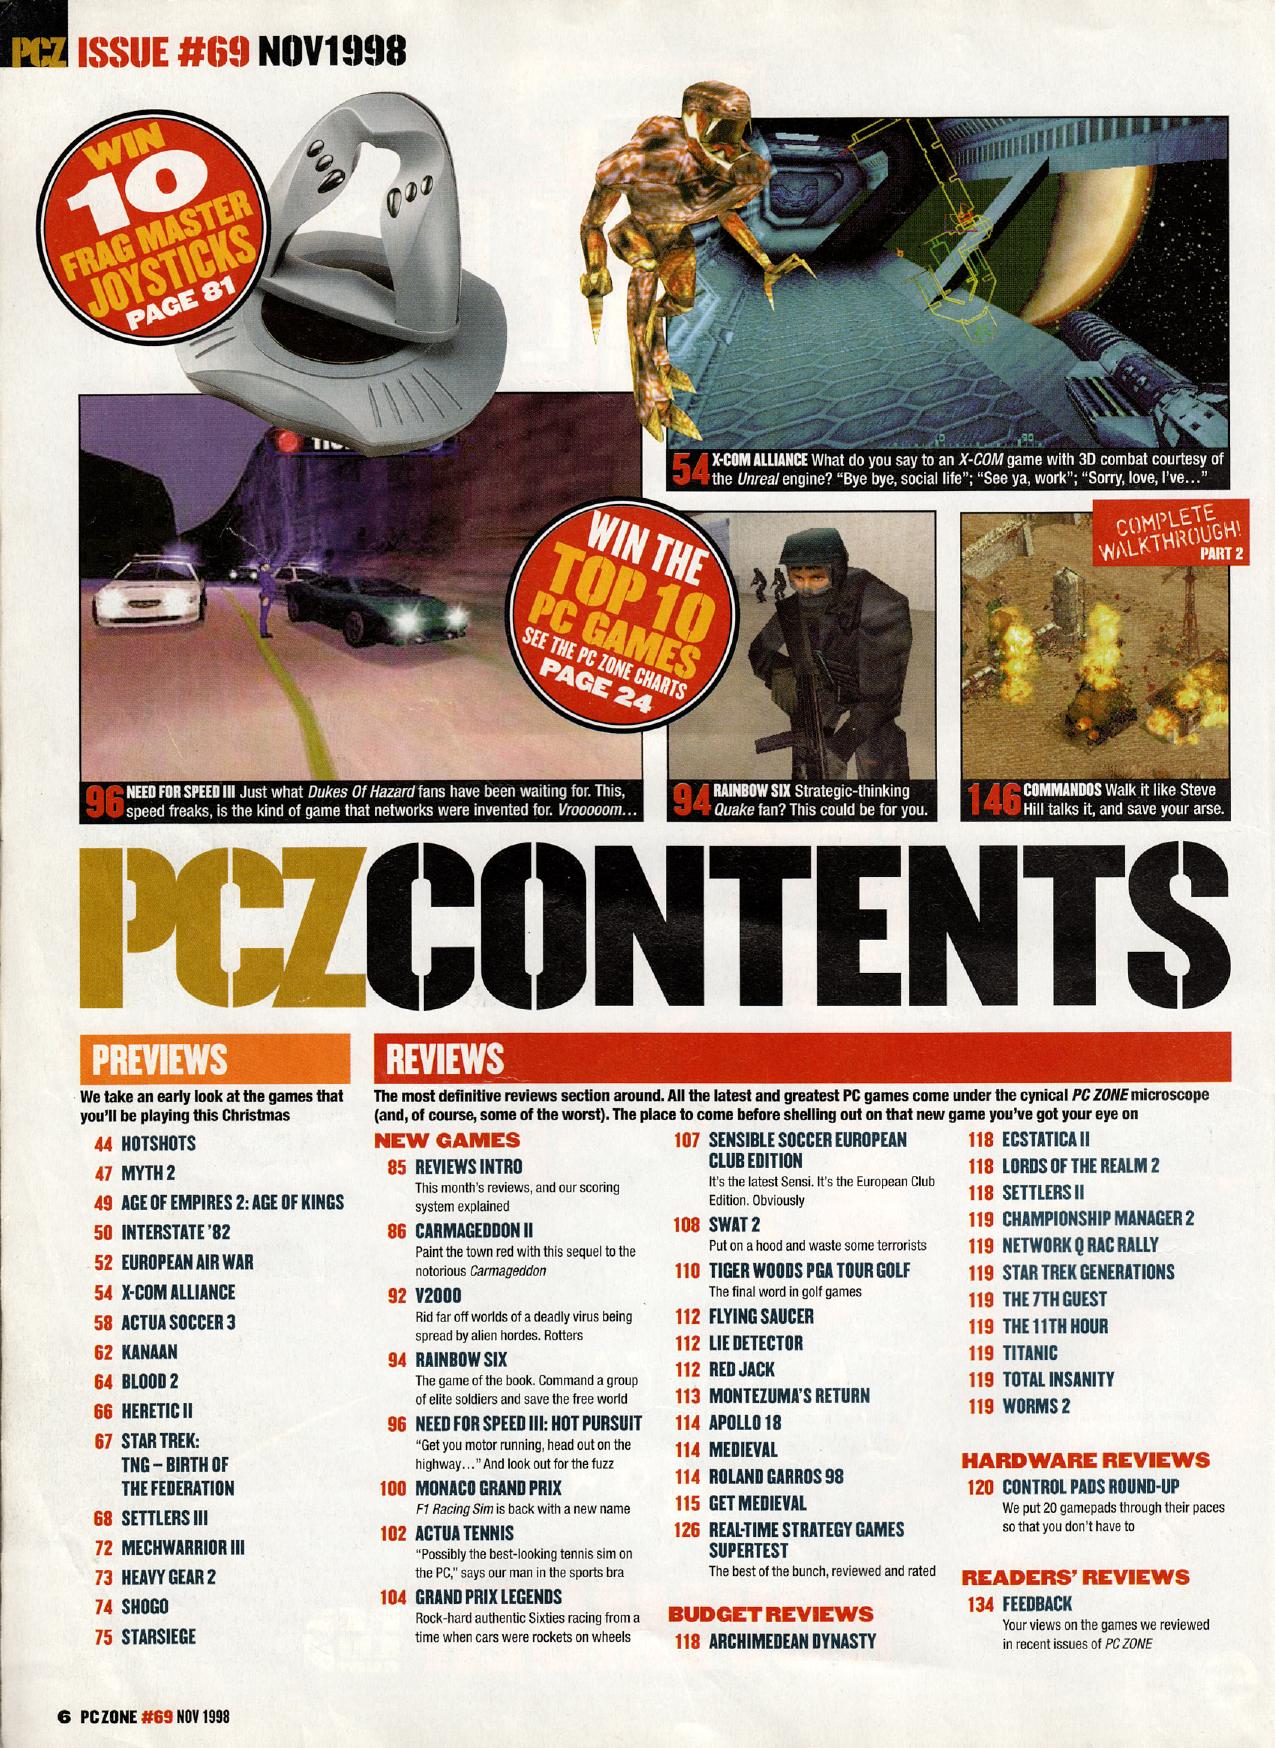 PCZ ISSUE #69 NOV1998
WIN
10
FRAG MASTER
JOYSTICKS
PAGE 81
54 X-COM ALLIANCE What do you say to an X-COM game with 3D combat courtesy of
the Unreal engine? “Bye bye, social life”; “See ya, work”; “Sorry, love, I've...”
WIN THE
TOP 10
PC GAMES
SEE THE PC ZONE CHARTS
PAGE 24
COMPLETE
WALKTHROUGH!
PART 2
96 NEED FOR SPEED III Just what Dukes Of Hazard fans have been waiting for. This,
speed freaks, is the kind of game that networks were invented for. Vrooooom...
94 RAINBOW SIX Strategic-thinking
Quake fan? This could be for you.
146 COMMANDOS Walk it like Steve
Hill talks it, and save your arse.
PCZCONTENTS
PREVIEWS
We take an early look at the games that
you'll be playing this Christmas
44 HOTSHOTS
47 MYTH 2
49 AGE OF EMPIRES 2: AGE OF KINGS
50 INTERSTATE '82
52 EUROPEAN AIR WAR
54 X-COM ALLIANCE
58 ACTUA SOCCER 3
62 KANAAN
64 BLOOD 2
66 HERETIC II
67 STAR TREK:
TNG – BIRTH OF
THE FEDERATION
68 SETTLERS III
72 MECHWARRIOR III
73 HEAVY GEAR 2
74 SHOGO
75 STARSIEGE
REVIEWS
The most definitive reviews section around. All the latest and greatest PC games come under the cynical PC ZONE microscope
(and, of course, some of the worst). The place to come before shelling out on that new game you've got your eye on
NEW GAMES
85 REVIEWS INTRO
This month's reviews, and our scoring
system explained
86 CARMAGEDDON II
Paint the town red with this sequel to the
notorious Carmageddon
92 V2000
Rid far off worlds of a deadly virus being
spread by alien hordes. Rotters
94 RAINBOW SIX
The game of the book. Command a group
of elite soldiers and save the free world
96 NEED FOR SPEED III: HOT PURSUIT
“Get you motor running, head out on the
highway...” And look out for the fuzz
100 MONACO GRAND PRIX
F1 Racing Sim is back with a new name
102 ACTUA TENNIS
“Possibly the best-looking tennis sim on
the PC,” says our man in the sports bra
104 GRAND PRIX LEGENDS
Rock-hard authentic Sixties racing from a
time when cars were rockets on wheels
107 SENSIBLE SOCCER EUROPEAN
CLUB EDITION
It's the latest Sensi. It's the European Club
Edition. Obviously
108 SWAT 2
Put on a hood and waste some terrorists
110 TIGER WOODS PGA TOUR GOLF
The final word in golf games
112 FLYING SAUCER
112 LIE DETECTOR
112 RED JACK
113 MONTEZUMA'S RETURN
114 APOLLO 18
114 MEDIEVAL
114 ROLAND GARROS 98
115 GET MEDIEVAL
126 REAL-TIME STRATEGY GAMES
SUPERTEST
The best of the bunch, reviewed and rated
BUDGET REVIEWS
118 ARCHIMEDEAN DYNASTY
118 ECSTATICA II
118 LORDS OF THE REALM 2
118 SETTLERS II
119 CHAMPIONSHIP MANAGER 2
119 NETWORK Q RAC RALLY
119 STAR TREK GENERATIONS
119 THE 7TH GUEST
119 THE 11TH HOUR
119 TITANIC
119 TOTAL INSANITY
119 WORMS 2
HARDWARE REVIEWS
120 CONTROL PADS ROUND-UP
We put 20 gamepads through their paces
so that you don't have to
READERS' REVIEWS
134 FEEDBACK
Your views on the games we reviewed
in recent issues of PC ZONE
6 PC ZONE #69 NOV 1998